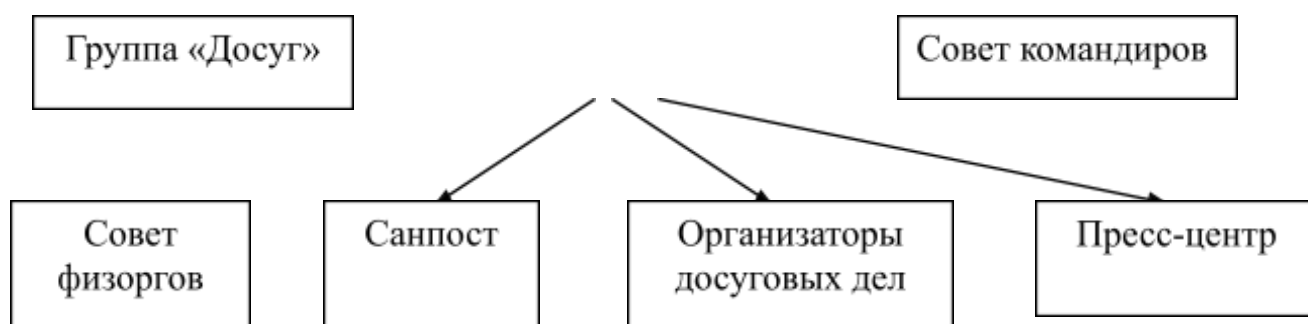 Группа «Досуг»
Совет командиров
Совет
физоргов
Санпост
Организаторы
досуговых дел
Пресс-центр